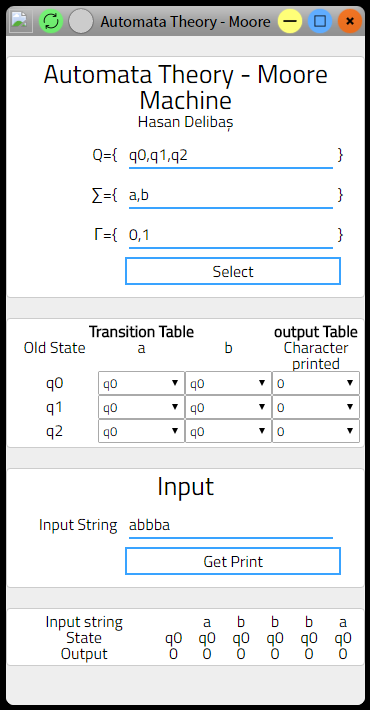 Automata Theory - Moore
Automata Theory - Moore
Machine
Hasan Delibaş
Q={ q0,q1,q2 }
∑={ a,b }
Γ={ 0,1 }
Select
Transition Table output Table
Old State a b Character
printed
q0 q0 q0 0
q1 q0 q0 0
q2 q0 q0 0
Input
Input String abbba
Get Print
Input string a b b b a
State q0 q0 q0 q0 q0 q0
Output 0 0 0 0 0 0